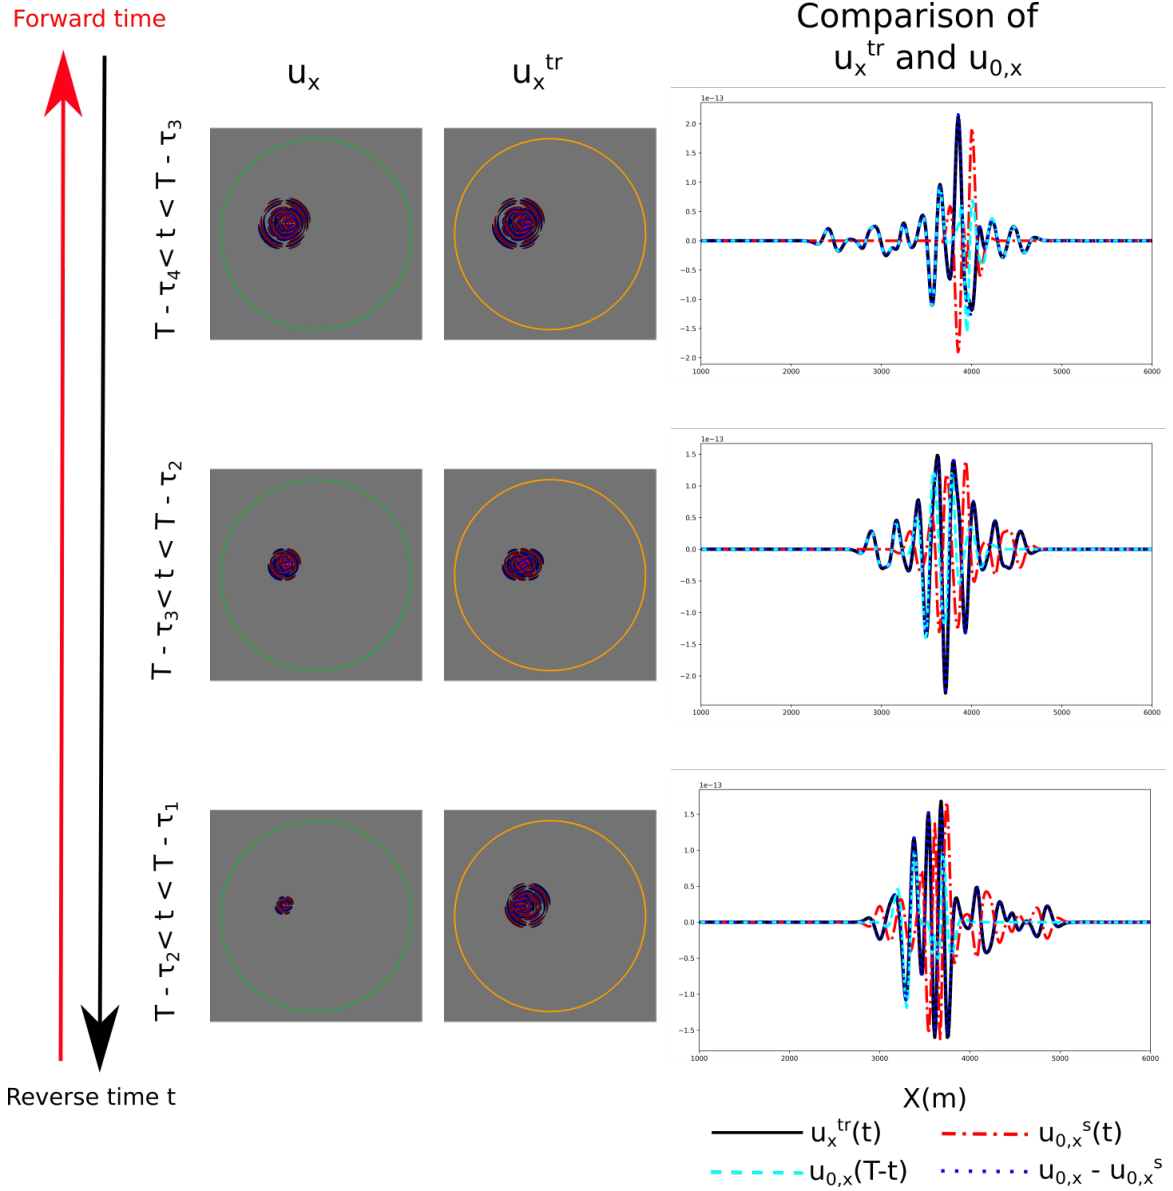 Forward time
Comparison of
u_x^tr and u_0,x
u_x
u_x^tr
T - τ_4 < t < T - τ_3
1e−13
2.0
1.5
1.0
0.5
0.0
−0.5
−1.0
−1.5
−2.0
1000 2000 3000 4000 5000 6000
T - τ_3 < t < T - τ_2
1e−13
1.5
1.0
0.5
0.0
−0.5
−1.0
−1.5
−2.0
1000 2000 3000 4000 5000 6000
T - τ_2 < t < T - τ_1
1e−13
1.5
1.0
0.5
0.0
−0.5
−1.0
−1.5
1000 2000 3000 4000 5000 6000
Reverse time t
X(m)
u_x^tr(t)
u_0,x^s(t)
u_0,x(T-t)
u_0,x - u_0,x^s